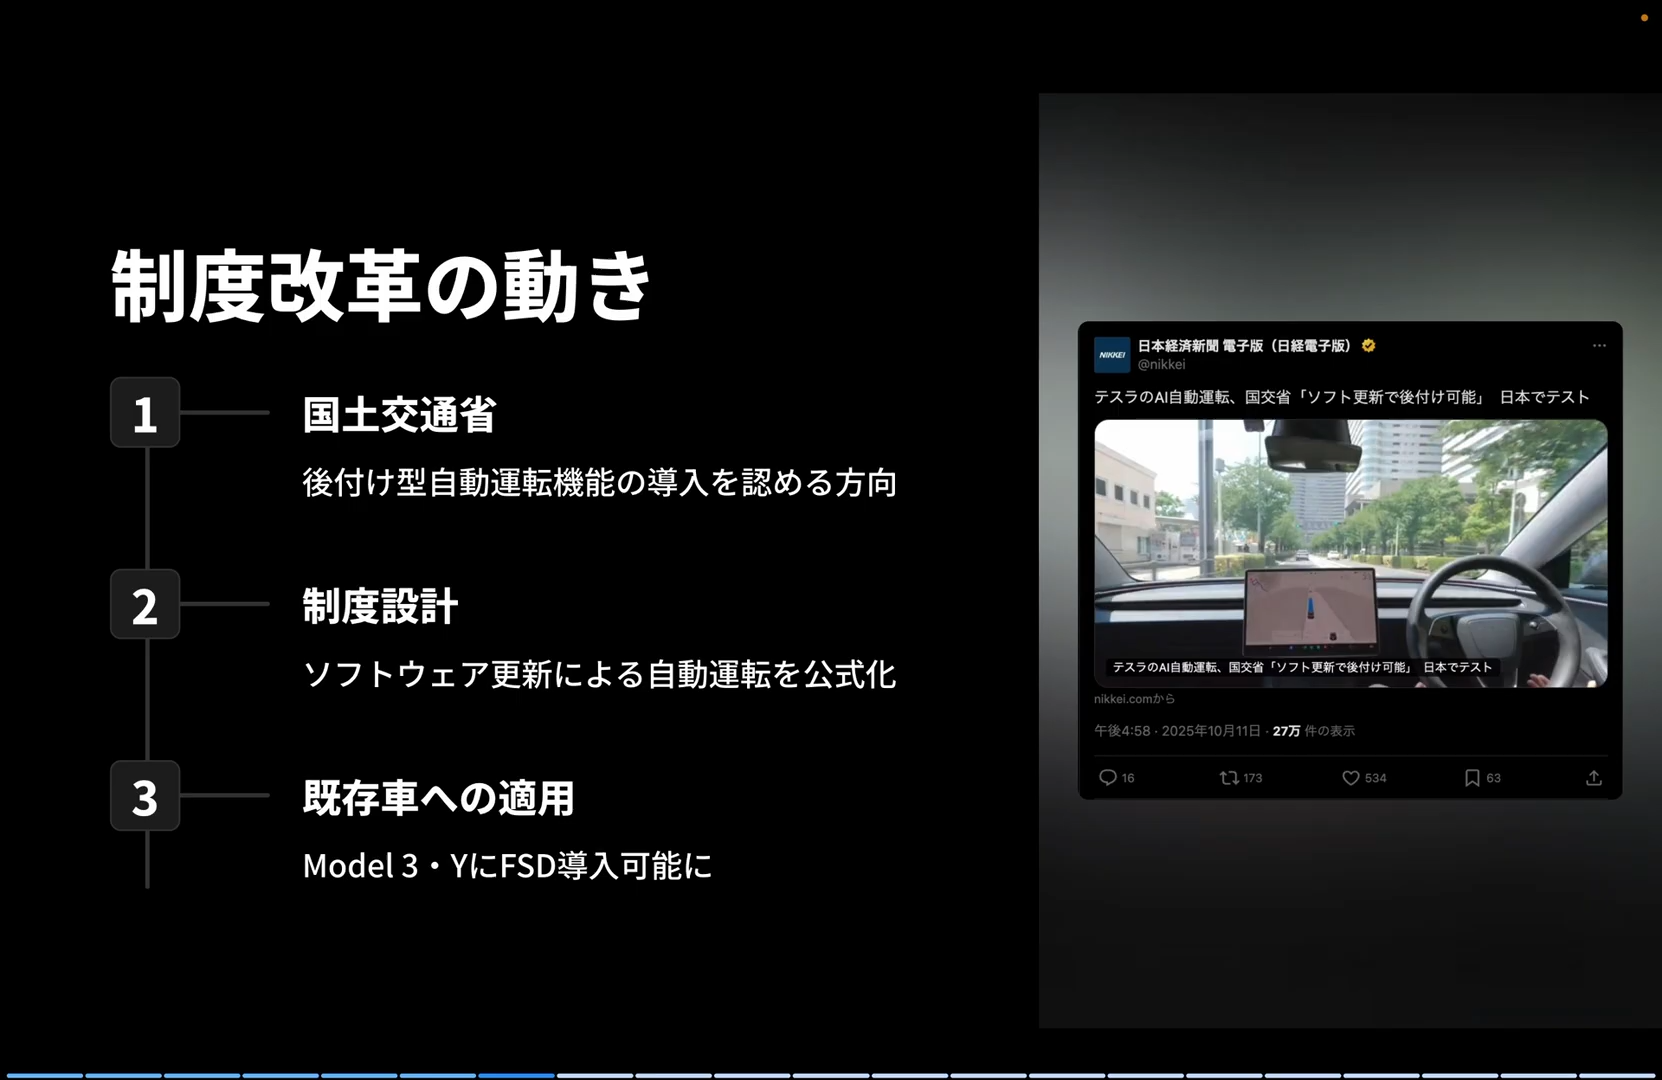 制度改革の動き
1
国土交通省
後付け型自動運転機能の導入を認める方向
2
制度設計
ソフトウェア更新による自動運転を公式化
3
既存車への適用
Model 3・YにFSD導入可能に
NIKKEI
日本経済新聞 電子版（日経電子版）
@nikkei
テスラのAI自動運転、国交省「ソフト更新で後付け可能」 日本でテスト
テスラのAI自動運転、国交省「ソフト更新で後付け可能」 日本でテスト
nikkei.comから
午後4:58 · 2025年10月11日 · 27万 件の表示
16 173 534 63